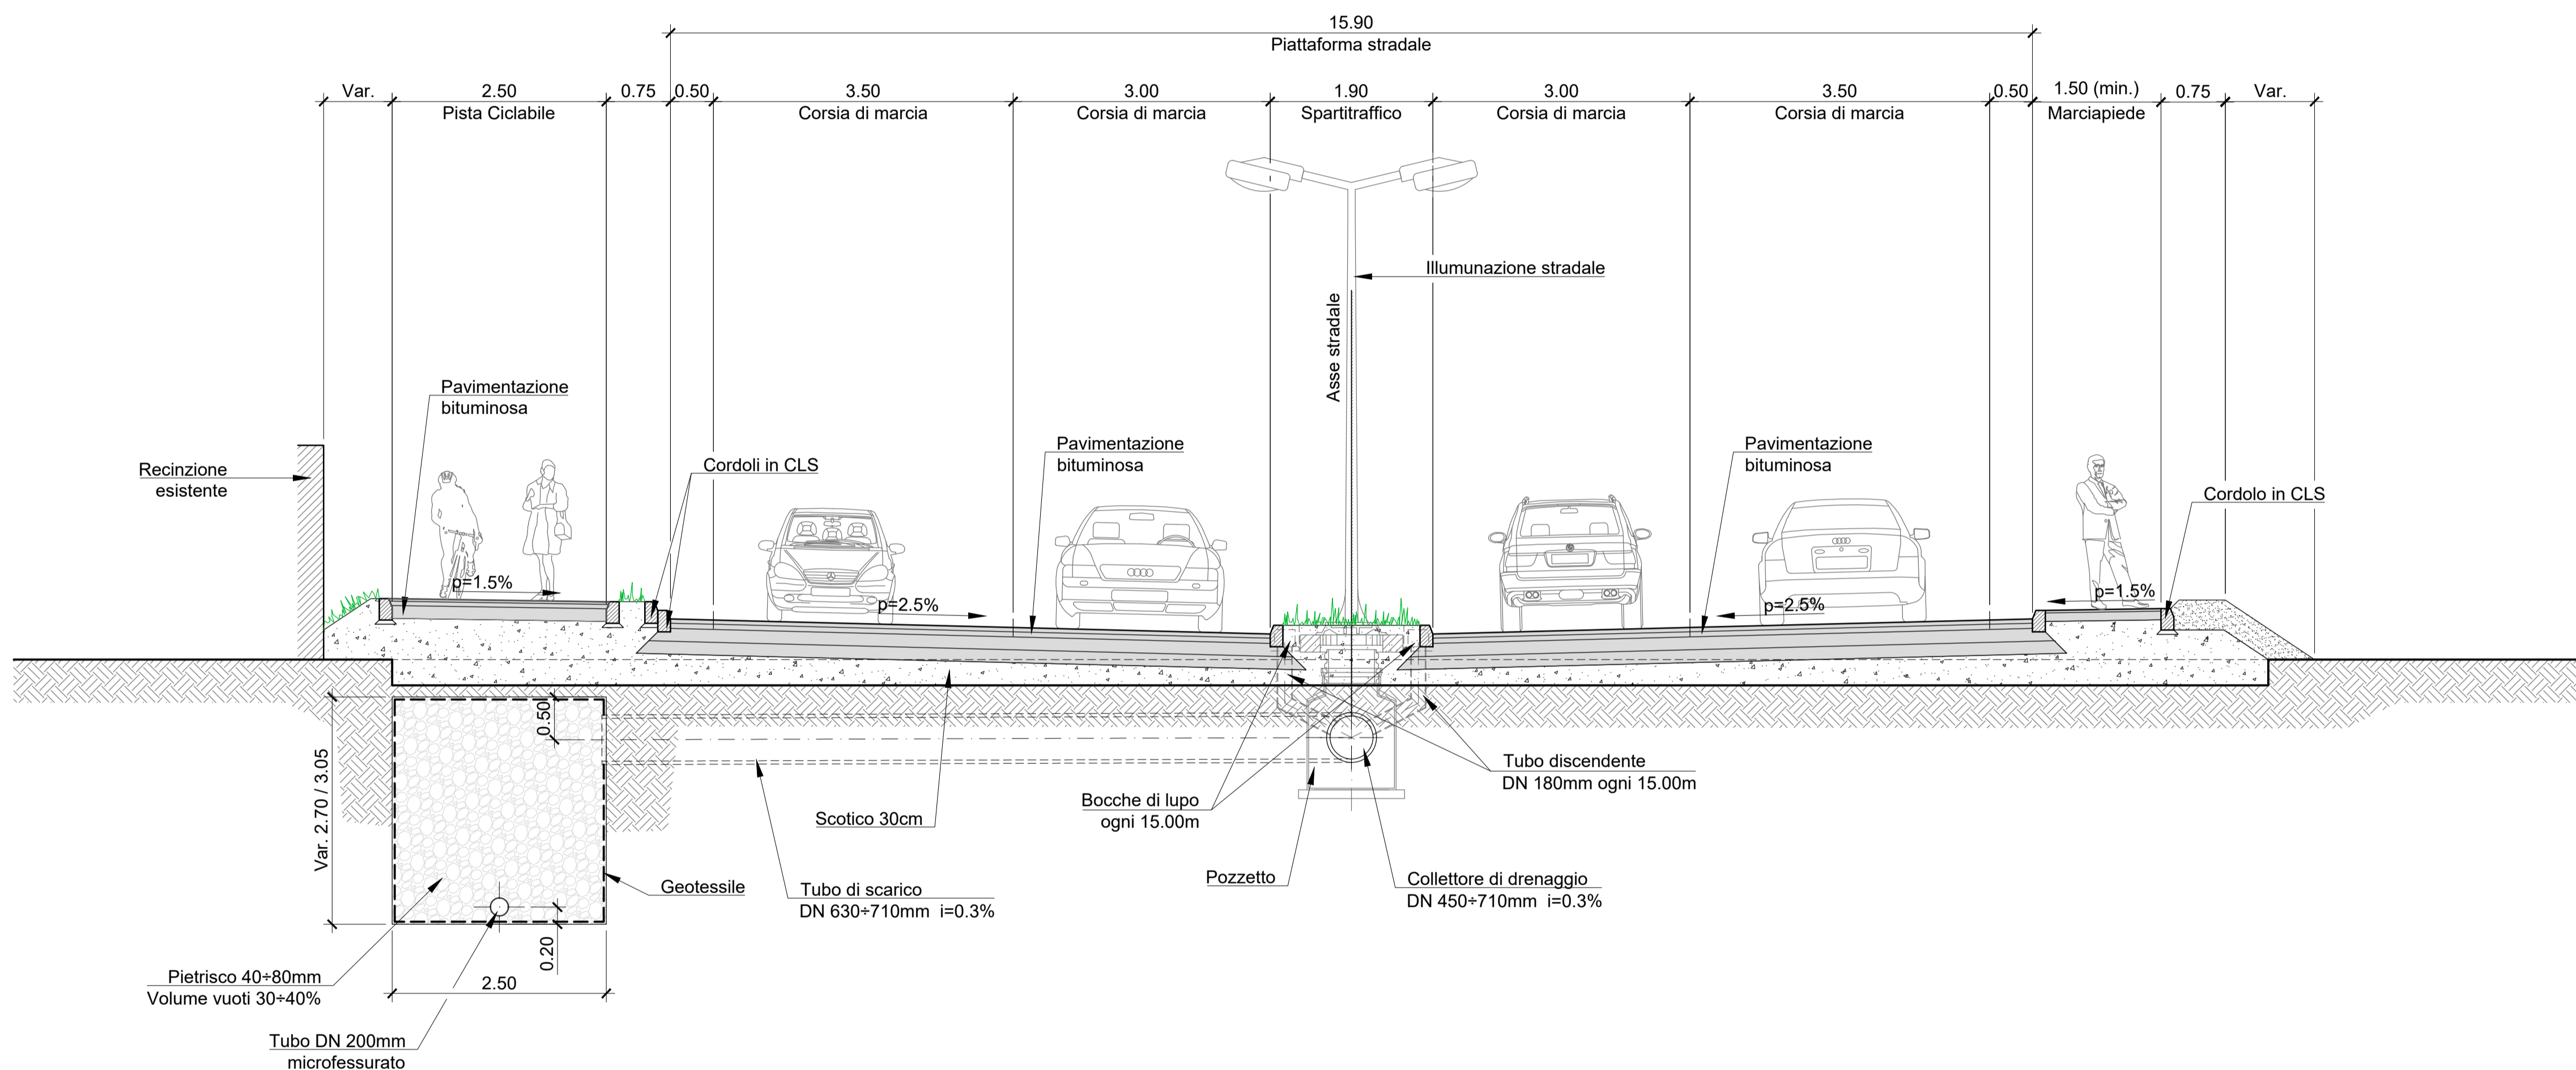 15.90
Piattaforma stradale
Var.
2.50
0.75
0.50
3.50
3.00
1.90
3.00
3.50
0.50
1.50 (min.)
0.75
Var.
Pista Ciclabile
Corsia di marcia
Corsia di marcia
Spartitraffico
Corsia di marcia
Corsia di marcia
Marciapiede
Illumunazione stradale
Asse stradale
Pavimentazione
bituminosa
Pavimentazione
bituminosa
Pavimentazione
bituminosa
Recinzione
esistente
Cordoli in CLS
Cordolo in CLS
p=1.5%
p=2.5%
p=2.5%
p=1.5%
0.50
Var. 2.70 / 3.05
Tubo discendente
DN 180mm ogni 15.00m
Bocche di lupo
ogni 15.00m
Scotico 30cm
Pozzetto
Collettore di drenaggio
DN 450÷710mm i=0.3%
Geotessile
Tubo di scarico
DN 630÷710mm i=0.3%
0.20
Pietrisco 40÷80mm
Volume vuoti 30÷40%
2.50
Tubo DN 200mm
microfessurato